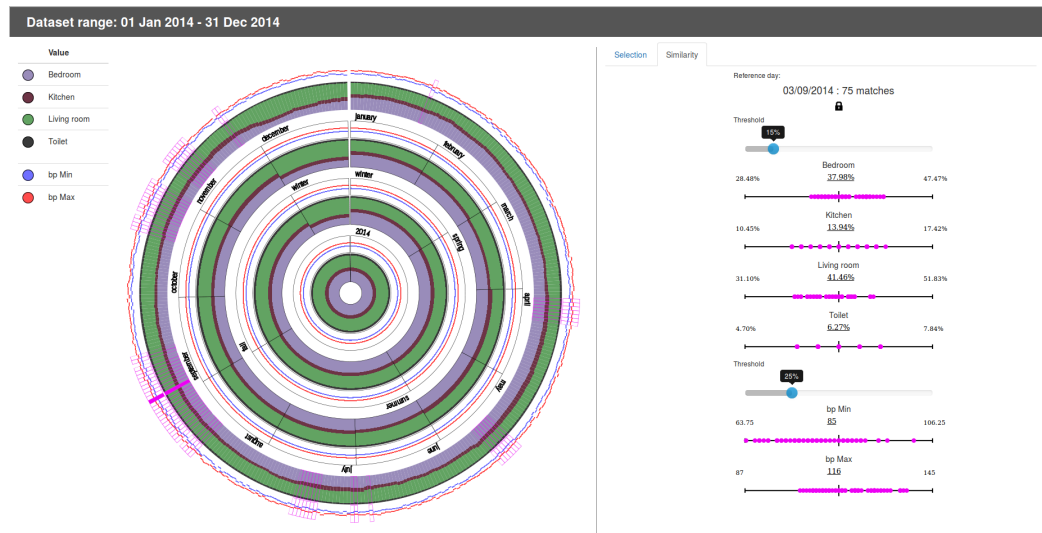 Dataset range: 01 Jan 2014 - 31 Dec 2014
Value
Bedroom
Kitchen
Living room
Toilet
bp Min
bp Max
january
february
march
april
may
june
july
august
september
october
november
december
winter
winter
spring
summer
fall
2014
Selection
Similarity
Reference day:
03/09/2014 : 75 matches
Threshold
15%
Bedroom
28.48% 37.98% 47.47%
Kitchen
10.45% 13.94% 17.42%
Living room
31.10% 41.46% 51.83%
Toilet
4.70% 6.27% 7.84%
Threshold
25%
bp Min
63.75 85 106.25
bp Max
87 116 145